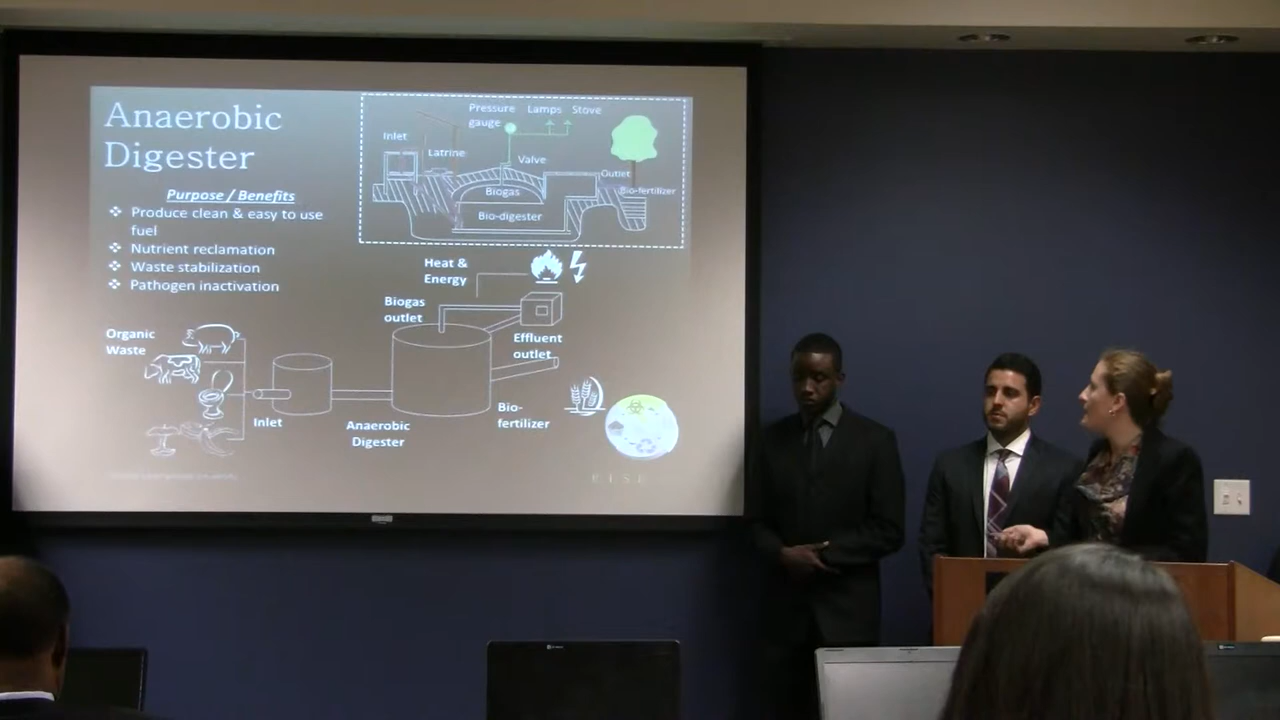 Anaerobic
Digester
Purpose / Benefits
❖ Produce clean & easy to use
fuel
❖ Nutrient reclamation
❖ Waste stabilization
❖ Pathogen inactivation
Pressure
gauge
Lamps
Stove
Inlet
Latrine
Valve
Outlet
Biogas
Bio-fertilizer
Bio-digester
Heat &
Energy
Biogas
outlet
Organic
Waste
Effluent
outlet
Inlet
Anaerobic
Digester
Bio-
fertilizer